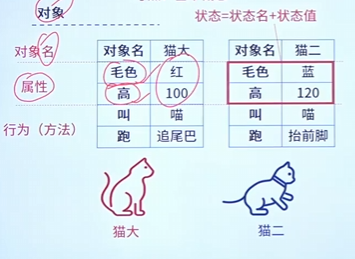 对象
状态=状态名+状态值
对象名 对象名 猫大 对象名 猫二
属性 毛色 红 毛色 蓝
高 100 高 120
行为（方法） 叫 喵 叫 喵
跑 追尾巴 跑 抬前脚
猫大 猫二